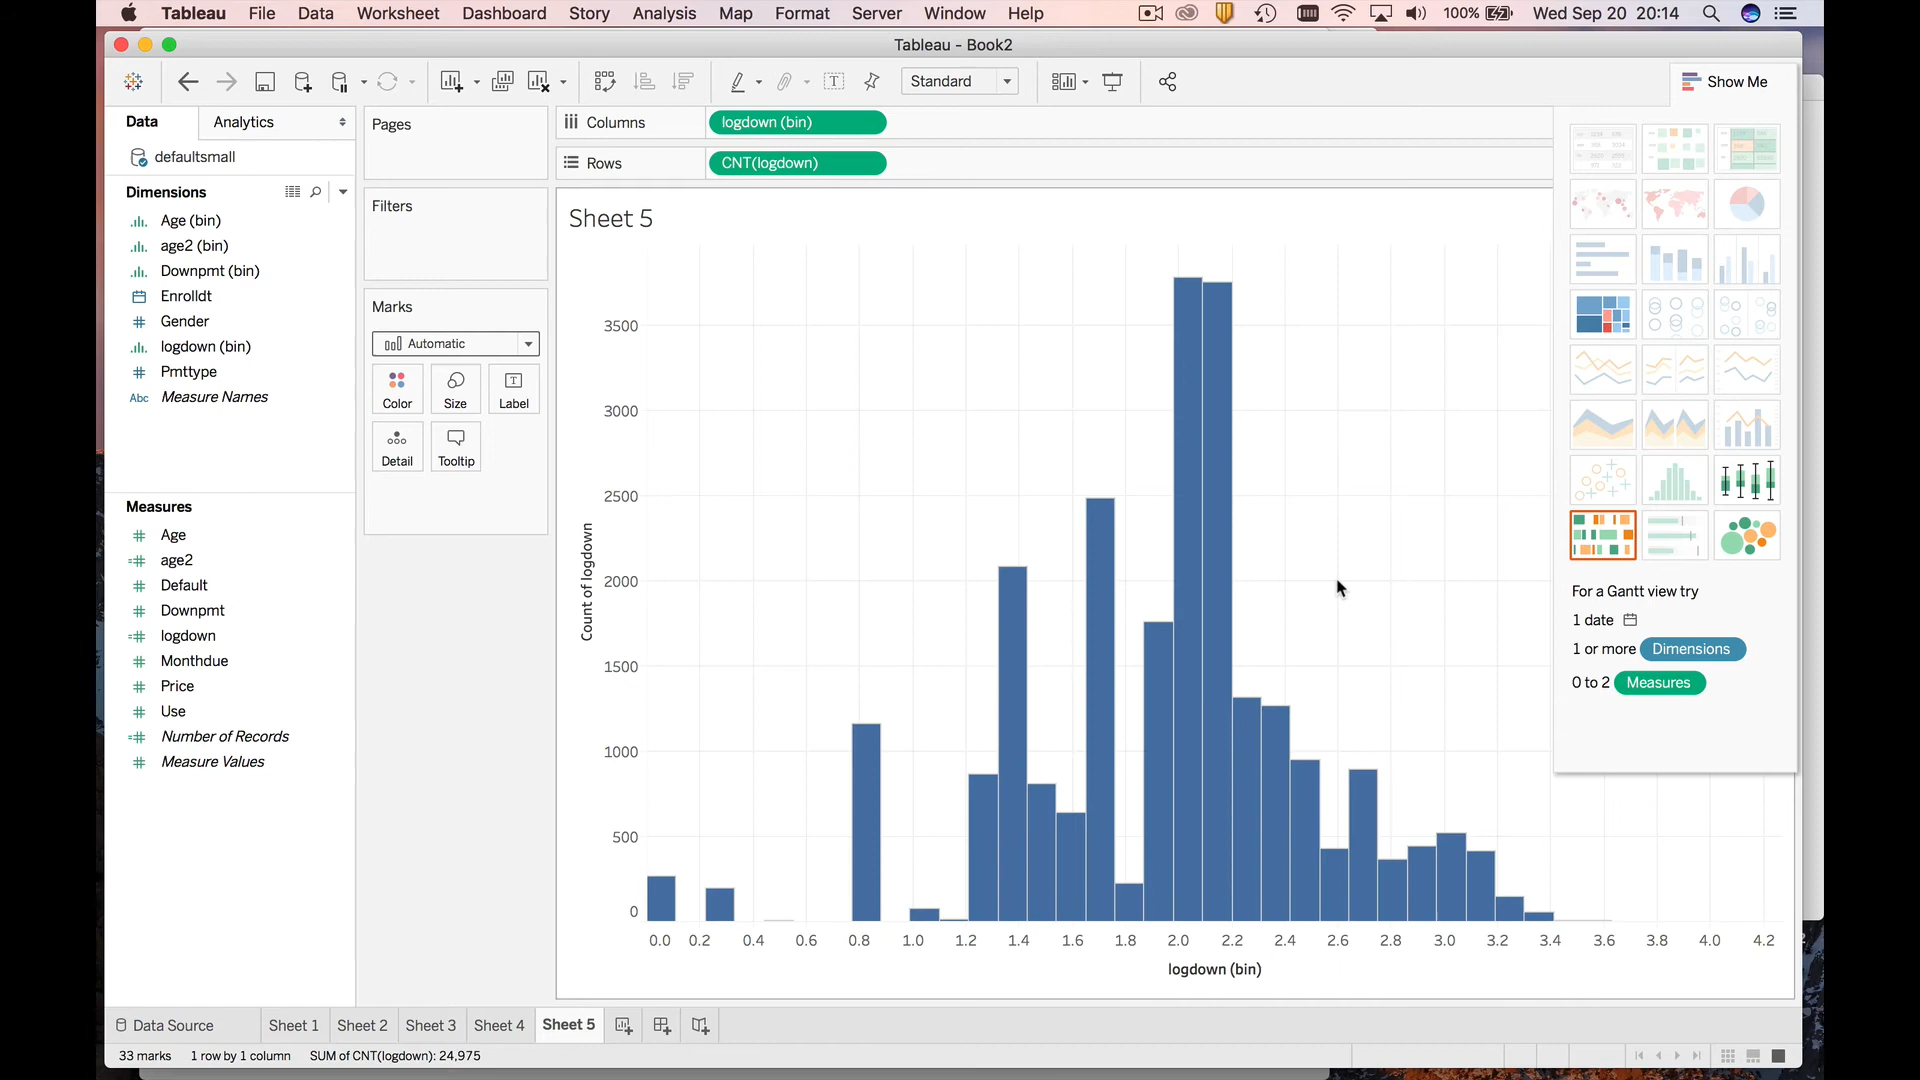 Tableau File Data Worksheet Dashboard Story Analysis Map Format Server Window Help 100% Wed Sep 20 20:14
Tableau - Book2
Standard
Show Me
Data Analytics
defaultsmall
Dimensions
Age (bin)
age2 (bin)
Downpmt (bin)
Enrolldt
Gender
logdown (bin)
Pmttype
Abc Measure Names
Measures
Age
age2
Default
Downpmt
logdown
Monthdue
Price
Use
Number of Records
Measure Values
Pages
Filters
Marks
Automatic
Color Size Label
Detail Tooltip
Columns logdown (bin)
Rows CNT(logdown)
Sheet 5
Count of logdown
3500
3000
2500
2000
1500
1000
500
0
0.0 0.2 0.4 0.6 0.8 1.0 1.2 1.4 1.6 1.8 2.0 2.2 2.4 2.6 2.8 3.0 3.2 3.4 3.6 3.8 4.0 4.2
logdown (bin)
For a Gantt view try
1 date
1 or more Dimensions
0 to 2 Measures
Data Source Sheet 1 Sheet 2 Sheet 3 Sheet 4 Sheet 5
33 marks 1 row by 1 column SUM of CNT(logdown): 24,975